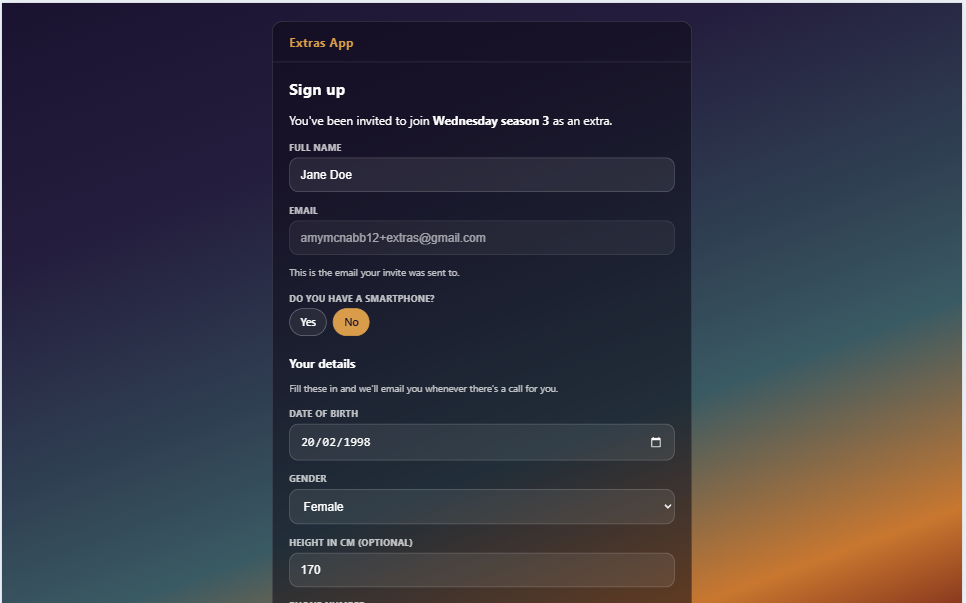 Extras App
Sign up
You've been invited to join Wednesday season 3 as an extra.
FULL NAME
Jane Doe
EMAIL
amymcnabb12+extras@gmail.com
This is the email your invite was sent to.
DO YOU HAVE A SMARTPHONE?
Yes No
Your details
Fill these in and we'll email you whenever there's a call for you.
DATE OF BIRTH
20/02/1998
GENDER
Female
HEIGHT IN CM (OPTIONAL)
170